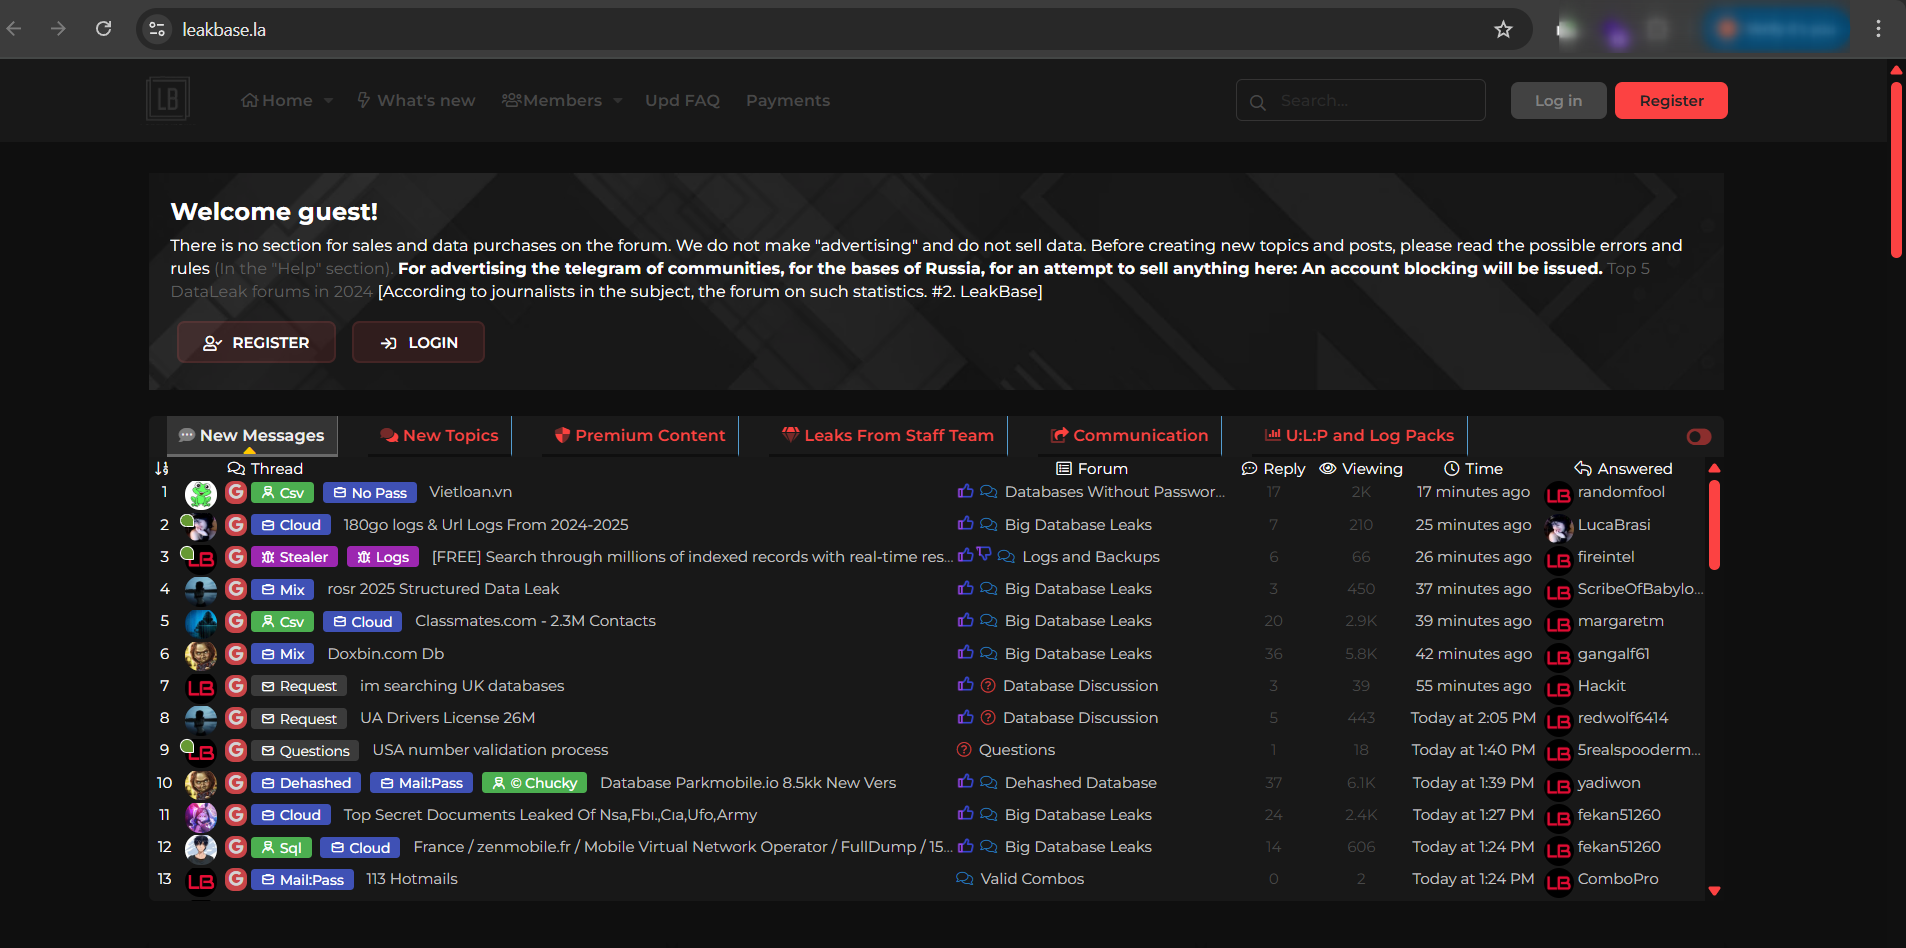 leakbase.la
LB Home What's new Members Upd FAQ Payments Search... Log in Register
Welcome guest!
There is no section for sales and data purchases on the forum. We do not make "advertising" and do not sell data. Before creating new topics and posts, please read the possible errors and
rules (In the "Help" section). For advertising the telegram of communities, for the bases of Russia, for an attempt to sell anything here: An account blocking will be issued. Top 5
DataLeak forums in 2024 [According to journalists in the subject, the forum on such statistics. #2. LeakBase]
REGISTER LOGIN
New Messages New Topics Premium Content Leaks From Staff Team Communication U:L:P and Log Packs
Thread Forum Reply Viewing Time Answered
1 G Csv No Pass Vietloan.vn Databases Without Passwor... 17 2K 17 minutes ago LB randomfool
2 G Cloud 180go logs & Url Logs From 2024-2025 Big Database Leaks 7 210 25 minutes ago LucaBrasi
3 LB G Stealer Logs [FREE] Search through millions of indexed records with real-time res... Logs and Backups 6 66 26 minutes ago LB fireintel
4 G Mix rosr 2025 Structured Data Leak Big Database Leaks 3 450 37 minutes ago LB ScribeOfBabylo...
5 G Csv Cloud Classmates.com - 2.3M Contacts Big Database Leaks 20 2.9K 39 minutes ago LB margaretm
6 G Mix Doxbin.com Db Big Database Leaks 36 5.8K 42 minutes ago LB gangalf61
7 LB G Request im searching UK databases Database Discussion 3 39 55 minutes ago LB Hackit
8 G Request UA Drivers License 26M Database Discussion 5 443 Today at 2:05 PM LB redwolf6414
9 LB G Questions USA number validation process Questions 1 18 Today at 1:40 PM LB 5realspooderm...
10 G Dehashed Mail:Pass © Chucky Database Parkmobile.io 8.5kk New Vers Dehashed Database 37 6.1K Today at 1:39 PM LB yadiwon
11 G Cloud Top Secret Documents Leaked Of Nsa,Fbı.,Cıa,Ufo,Army Big Database Leaks 24 2.4K Today at 1:27 PM LB fekan51260
12 G Sql Cloud France / zenmobile.fr / Mobile Virtual Network Operator / FullDump / 15... Big Database Leaks 14 606 Today at 1:24 PM LB fekan51260
13 LB G Mail:Pass 113 Hotmails Valid Combos 0 2 Today at 1:24 PM LB ComboPro